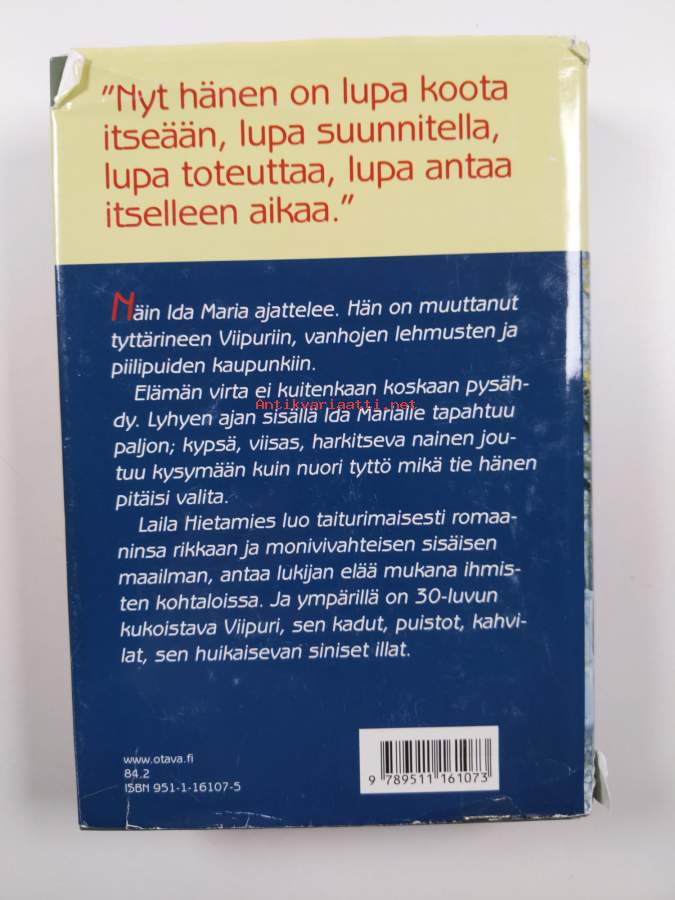 ”Nyt hänen on lupa koota
itseään, lupa suunnitella,
lupa toteuttaa, lupa antaa
itselleen aikaa.”
Näin Ida Maria ajattelee. Hän on muuttanut
tyttärineen Viipuriin, vanhojen lehmusten ja
piilipuiden kaupunkiin.
Elämän virta ei kuitenkaan koskaan pysäh-
dy. Lyhyen ajan sisällä Ida Marialle tapahtuu
Antikvariaatti.net
paljon; kypsä, viisas, harkitseva nainen jou-
tuu kysymään kuin nuori tyttö mikä tie hänen
pitäisi valita.
Laila Hietamies luo taiturimaisesti romaa-
ninsa rikkaan ja monivivahteisen sisäisen
maailman, antaa lukijan elää mukana ihmis-
ten kohtaloissa. Ja ympärillä on 30-luvun
kukoistava Viipuri, sen kadut, puistot, kahvi-
lat, sen huikaisevan siniset illat.
www.otava.fi
84.2
ISBN 951-1-16107-5
9 789511 161073